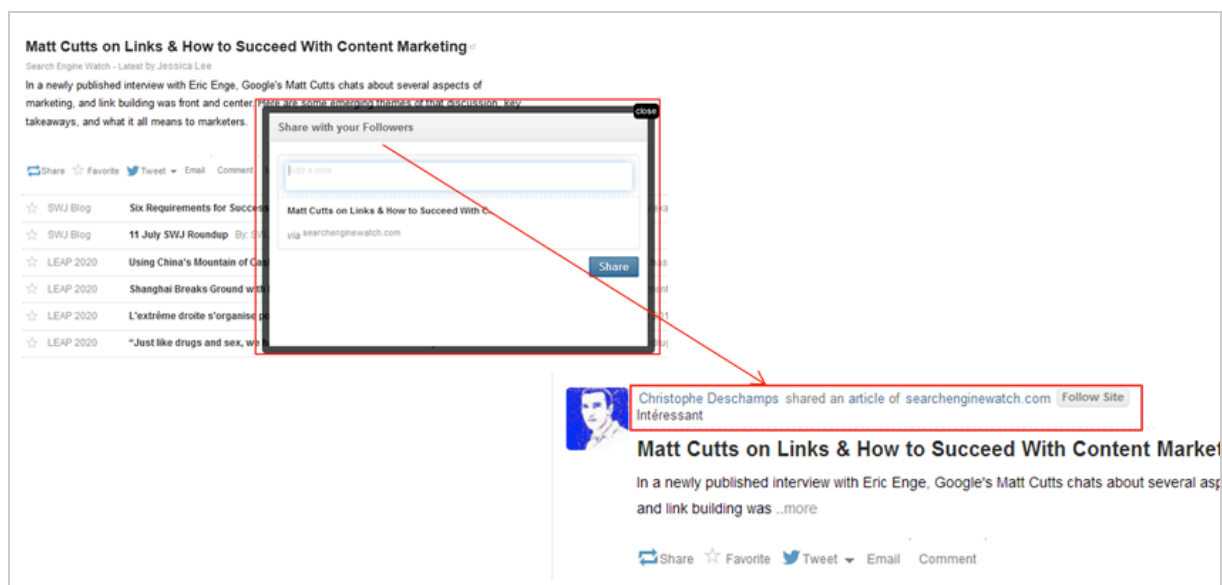 Matt Cutts on Links & How to Succeed With Content Marketing
Search Engine Watch - Latest by Jessica Lee
In a newly published interview with Eric Enge, Google's Matt Cutts chats about several aspects of
marketing, and link building was front and center. Here are some emerging themes of that discussion, key
takeaways, and what it all means to marketers.
Share Favorite Tweet Email Comment
close
Share with your Followers
Add a note
Matt Cutts on Links & How to Succeed With C...
via searchenginewatch.com
Share
SWJ Blog Six Requirements for Success
SWJ Blog 11 July SWJ Roundup By: SW
LEAP 2020 Using China's Mountain of Cas
LEAP 2020 Shanghai Breaks Ground with
LEAP 2020 L'extrême droite s'organise po
LEAP 2020 "Just like drugs and sex, we h
Christophe Deschamps shared an article of searchenginewatch.com Follow Site
Intéressant
Matt Cutts on Links & How to Succeed With Content Market
In a newly published interview with Eric Enge, Google's Matt Cutts chats about several asp
and link building was ..more
Share Favorite Tweet Email Comment